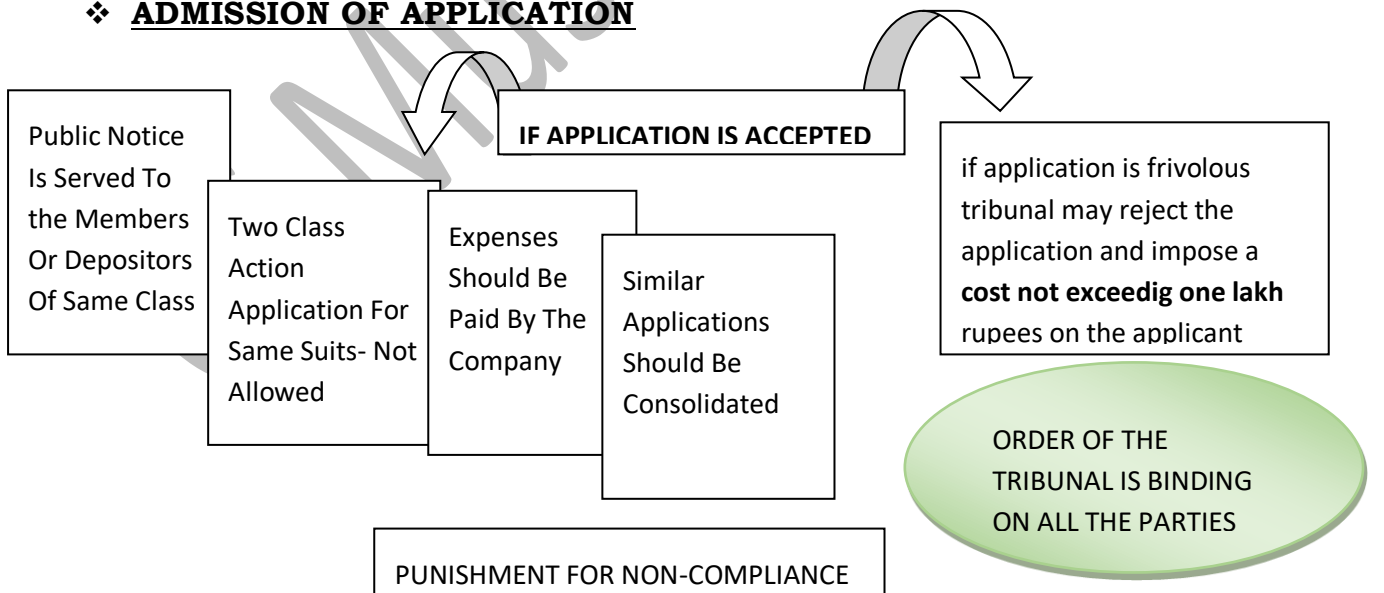 ❖ ADMISSION OF APPLICATION
IF APPLICATION IS ACCEPTED
Public Notice
Is Served To
the Members
Or Depositors
Of Same Class
Two Class
Action
Application For
Same Suits- Not
Allowed
Expenses
Should Be
Paid By The
Company
Similar
Applications
Should Be
Consolidated
if application is frivolous
tribunal may reject the
application and impose a
cost not exceedig one lakh
rupees on the applicant
ORDER OF THE
TRIBUNAL IS BINDING
ON ALL THE PARTIES
PUNISHMENT FOR NON-COMPLIANCE